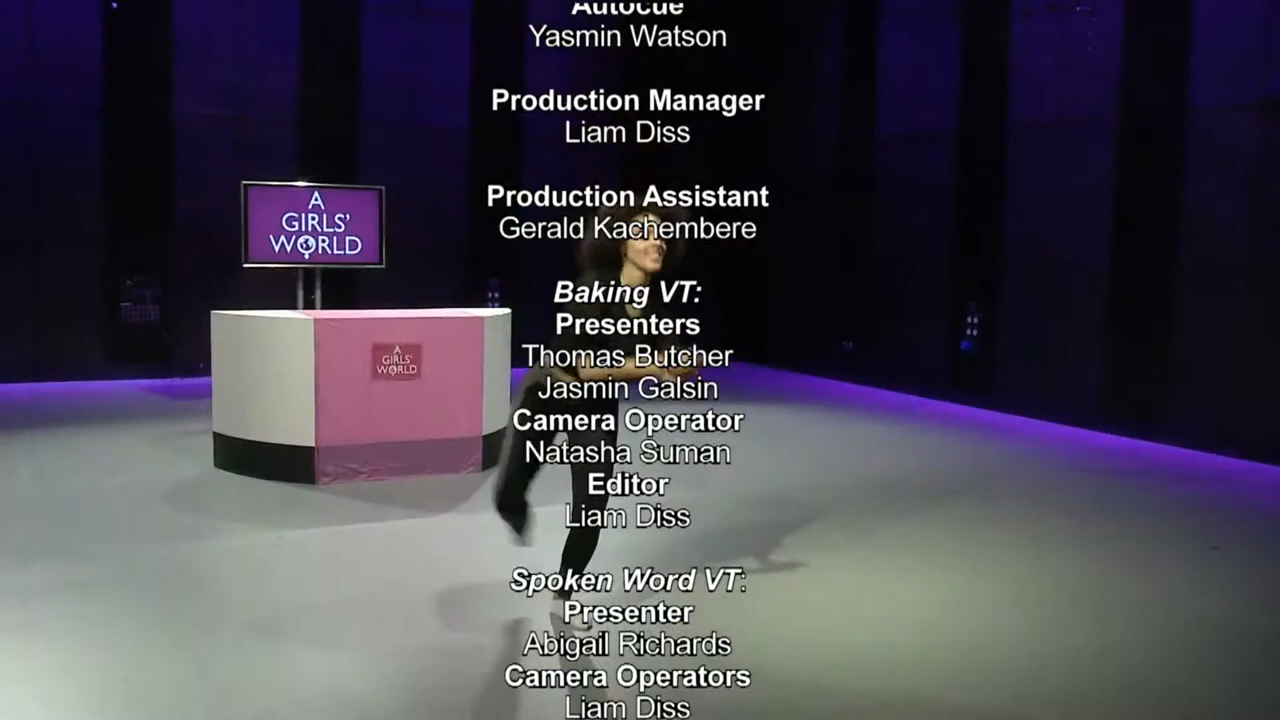 Autocue
Yasmin Watson
Production Manager
Liam Diss
Production Assistant
Gerald Kachembere
A
GIRLS'
WORLD
Baking VT:
Presenters
Thomas Butcher
Jasmin Galsin
Camera Operator
Natasha Suman
Editor
Liam Diss
A
GIRLS'
WORLD
Spoken Word VT:
Presenter
Abigail Richards
Camera Operators
Liam Diss